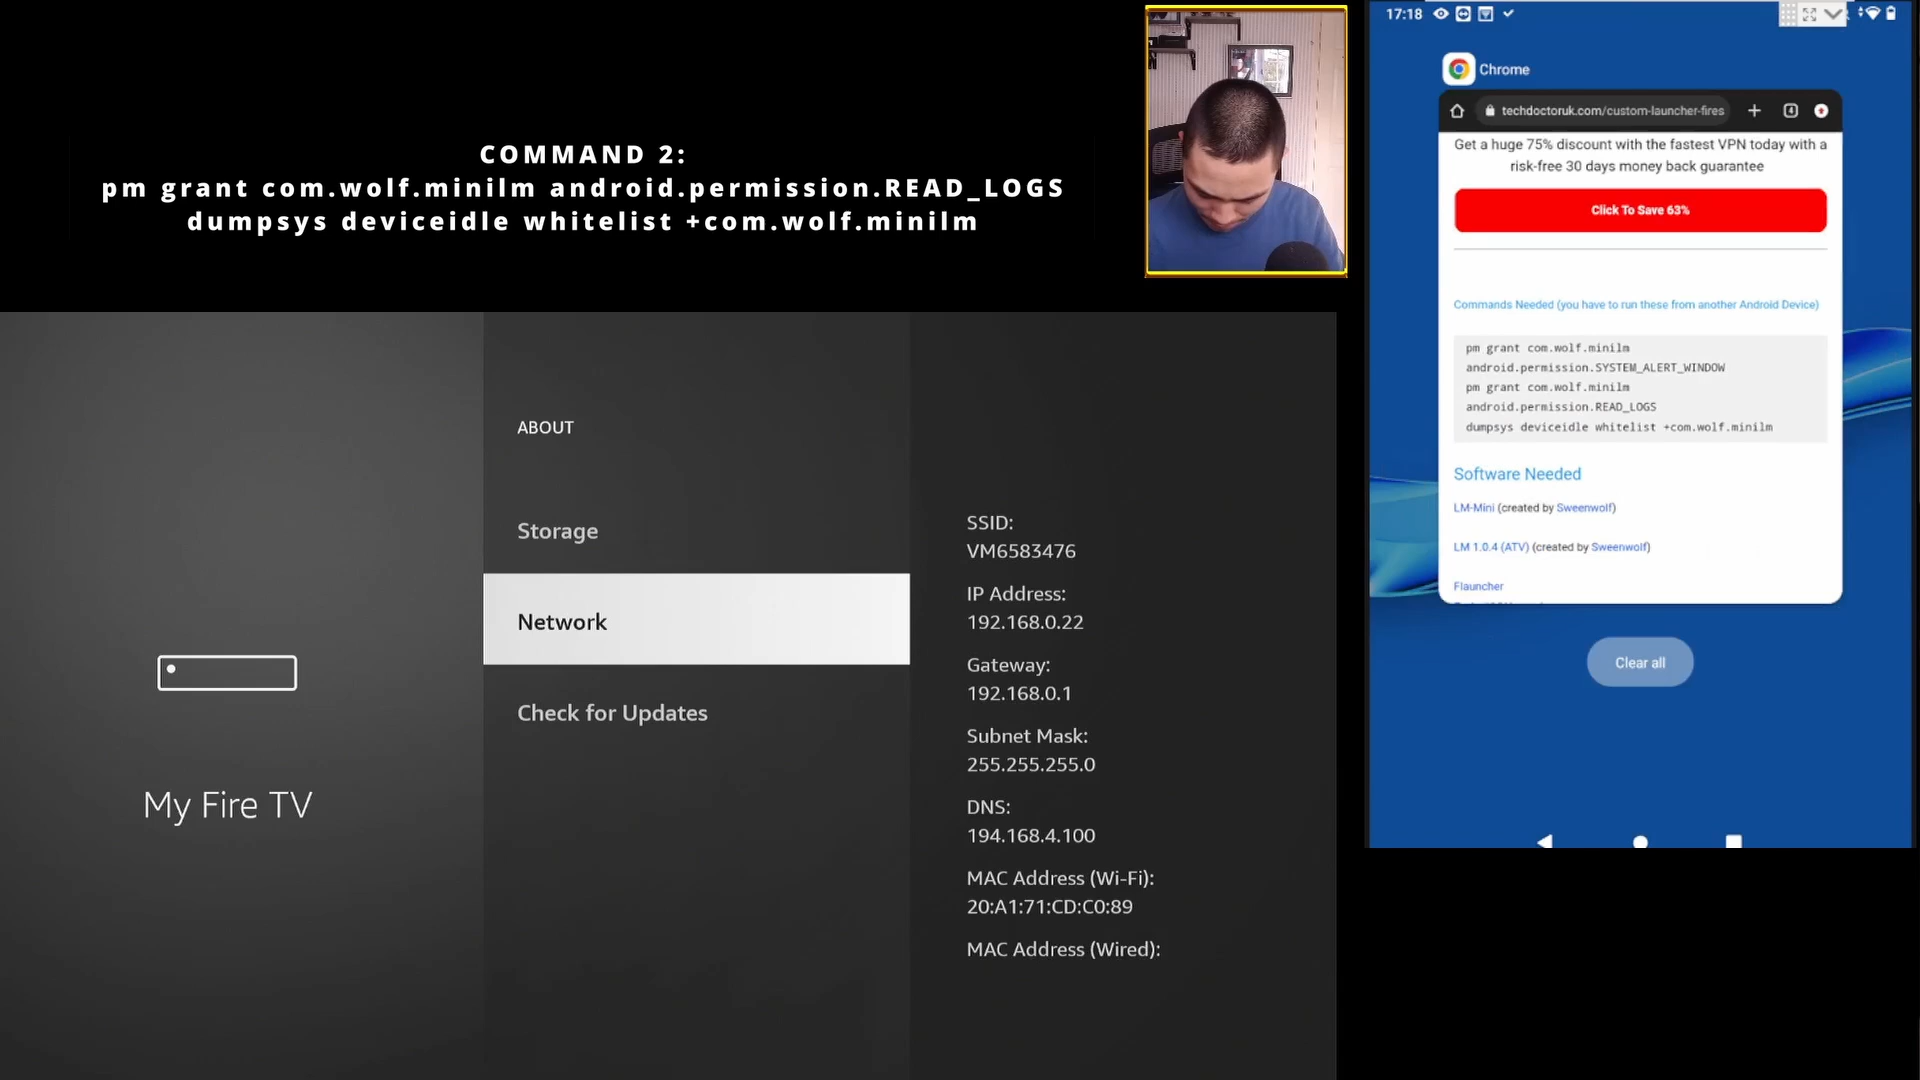 COMMAND 2:
pm grant com.wolf.minilm android.permission.READ_LOGS
dumpsys deviceidle whitelist +com.wolf.minilm
My Fire TV
ABOUT
Storage
Network
Check for Updates
SSID:
VM6583476
IP Address:
192.168.0.22
Gateway:
192.168.0.1
Subnet Mask:
255.255.255.0
DNS:
194.168.4.100
MAC Address (Wi-Fi):
20:A1:71:CD:C0:89
MAC Address (Wired):
17:18
Chrome
techdoctoruk.com/custom-launcher-fires
4
Get a huge 75% discount with the fastest VPN today with a
risk-free 30 days money back guarantee
Click To Save 63%
Commands Needed (you have to run these from another Android Device)
pm grant com.wolf.minilm
android.permission.SYSTEM_ALERT_WINDOW
pm grant com.wolf.minilm
android.permission.READ_LOGS
dumpsys deviceidle whitelist +com.wolf.minilm
Software Needed
LM-Mini (created by Sweenwolf)
LM 1.0.4 (ATV) (created by Sweenwolf)
Flauncher
Clear all